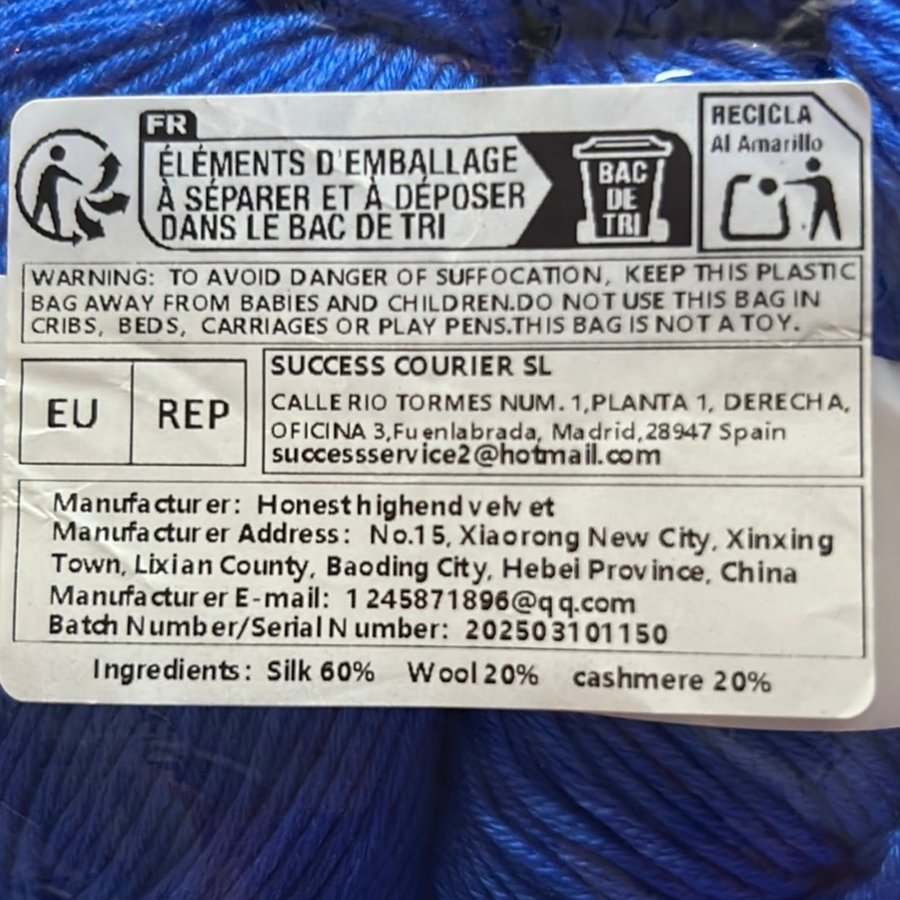 FR
ÉLÉMENTS D'EMBALLAGE
À SÉPARER ET À DÉPOSER
DANS LE BAC DE TRI
BAC
DE
TRI
RECICLA
Al Amarillo
WARNING: TO AVOID DANGER OF SUFFOCATION, KEEP THIS PLASTIC
BAG AWAY FROM BABIES AND CHILDREN.DO NOT USE THIS BAG IN
CRIBS, BEDS, CARRIAGES OR PLAY PENS.THIS BAG IS NOT A TOY.
EU REP
SUCCESS COURIER SL
CALLE RIO TORMES NUM. 1,PLANTA 1, DERECHA,
OFICINA 3,Fuenlabrada, Madrid,28947 Spain
successservice2@hotmail.com
Manufacturer: Honest highend velvet
Manufacturer Address: No.15, Xiaorong New City, Xinxing
Town, Lixian County, Baoding City, Hebei Province, China
Manufacturer E-mail: 1245871896@qq.com
Batch Number/Serial Number: 202503101150
Ingredients: Silk 60% Wool 20% cashmere 20%